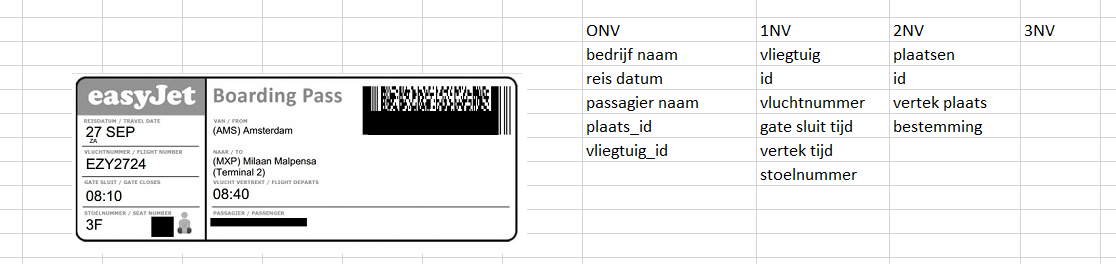 easyJet
Boarding Pass
REISDATUM / TRAVEL DATE
27 SEP
ZA
VAN / FROM
(AMS) Amsterdam
VLUCHTNUMMER / FLIGHT NUMBER
EZY2724
NAAR / TO
(MXP) Milaan Malpensa
(Terminal 2)
GATE SLUIT / GATE CLOSES
08:10
VLUCHT VERTREKT / FLIGHT DEPARTS
08:40
STOELNUMMER / SEAT NUMBER
3F
PASSAGIER / PASSENGER
ONV 1NV 2NV 3NV
bedrijf naam vliegtuig plaatsen
reis datum id id
passagier naam vluchtnummer vertek plaats
plaats_id gate sluit tijd bestemming
vliegtuig_id vertek tijd
stoelnummer